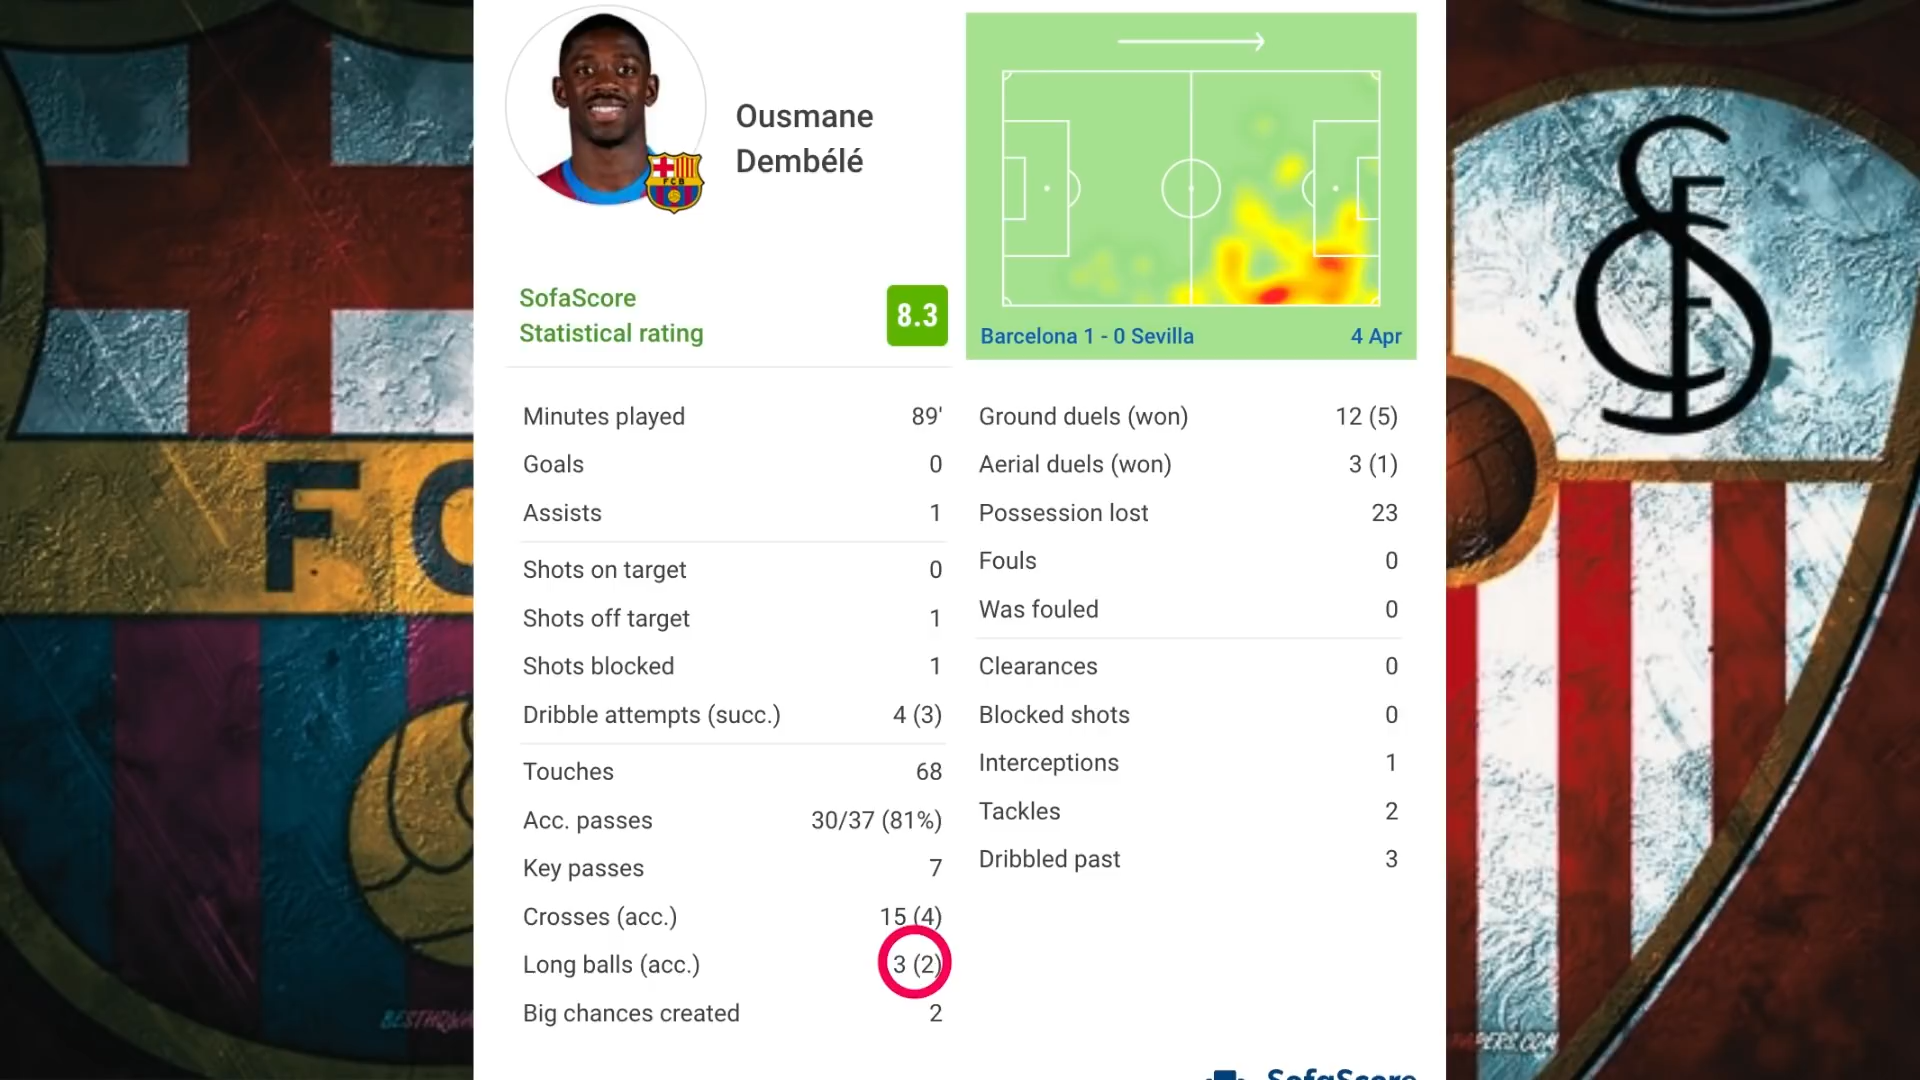 Ousmane
Dembélé
FCB
SofaScore
Statistical rating
8.3
Barcelona 1 - 0 Sevilla
4 Apr
Minutes played 89'
Goals 0
Assists 1
Shots on target 0
Shots off target 1
Shots blocked 1
Dribble attempts (succ.) 4 (3)
Touches 68
Acc. passes 30/37 (81%)
Key passes 7
Crosses (acc.) 15 (4)
Long balls (acc.) 3 (2)
Big chances created 2
Ground duels (won) 12 (5)
Aerial duels (won) 3 (1)
Possession lost 23
Fouls 0
Was fouled 0
Clearances 0
Blocked shots 0
Interceptions 1
Tackles 2
Dribbled past 3
SofaScore
F C